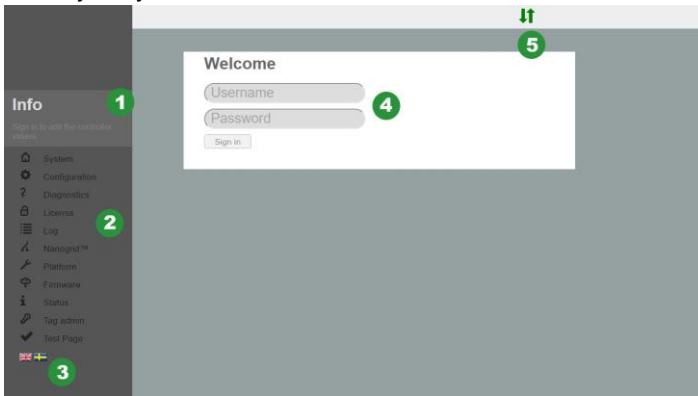 5
Welcome
Info
1
Username
4
Sign in to edit the controller
values
Password
Sign in
System
Configuration
Diagnostics
License
2
Log
Nanogrid™
Platform
Firmware
Status
Tag admin
Test Page
3